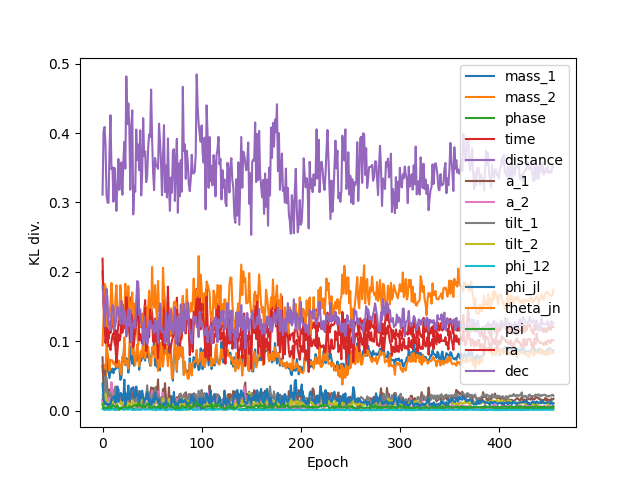 0.5
0.4
0.3
0.2
0.1
0.0
KL div.
0
100
200
300
400
Epoch
mass_1
mass_2
phase
time
distance
a_1
a_2
tilt_1
tilt_2
phi_12
phi_jl
theta_jn
psi
ra
dec